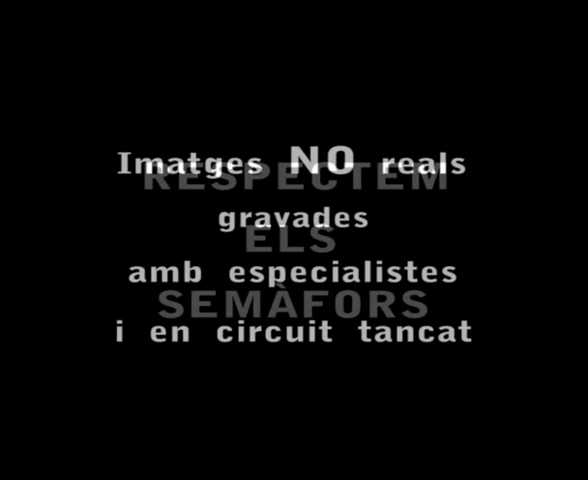 Imatges NO reals
RESPECTEM
gravades
ELS
amb especialistes
SEMÀFORS
i en circuit tancat